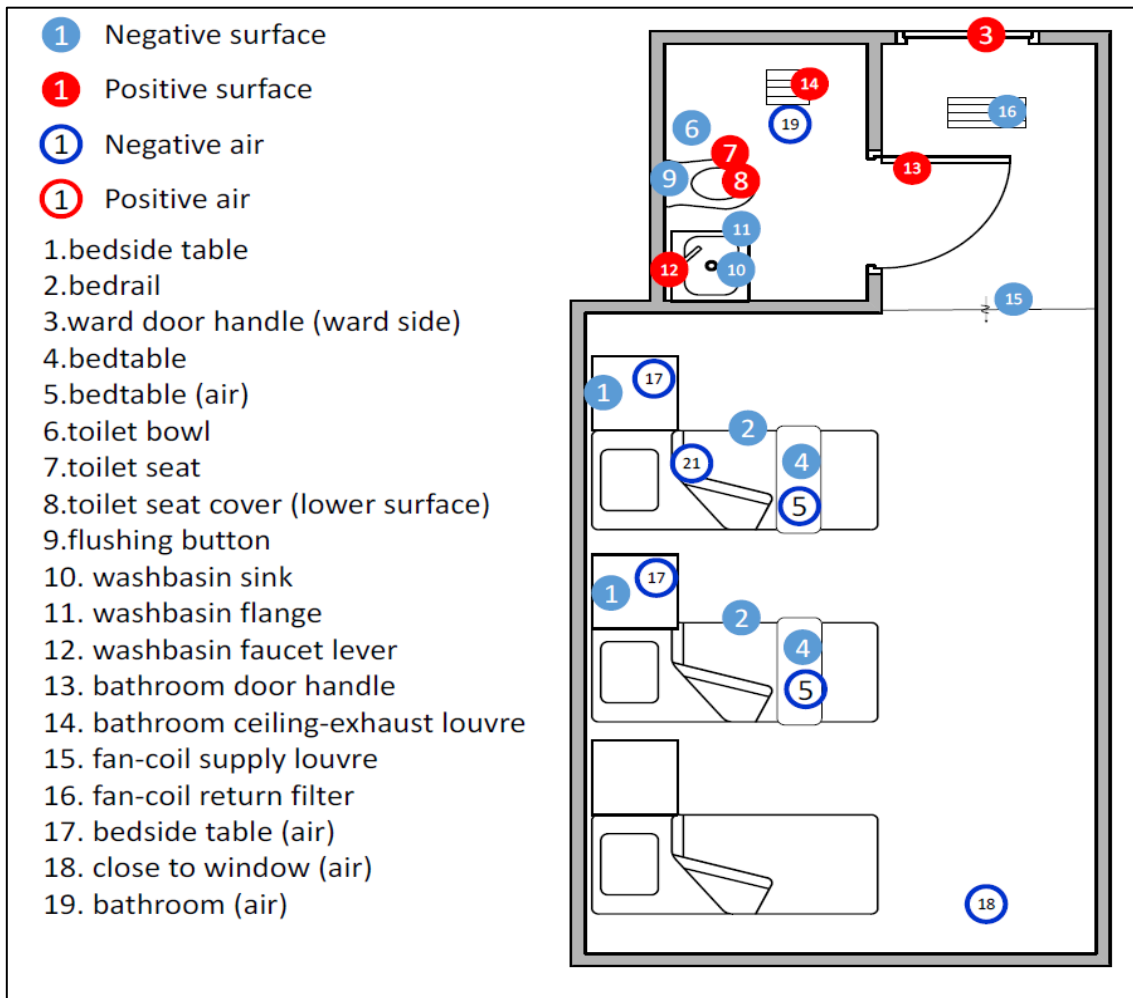 1 Negative surface
1 Positive surface
1 Negative air
1 Positive air
1.bedside table
2.bedrail
3.ward door handle (ward side)
4.bedtable
5.bedtable (air)
6.toilet bowl
7.toilet seat
8.toilet seat cover (lower surface)
9.flushing button
10. washbasin sink
11. washbasin flange
12. washbasin faucet lever
13. bathroom door handle
14. bathroom ceiling-exhaust louvre
15. fan-coil supply louvre
16. fan-coil return filter
17. bedside table (air)
18. close to window (air)
19. bathroom (air)
3
14
16
19
6
7
13
9
8
11
12
10
15
17
1
2
21
4
5
17
1
2
4
5
18